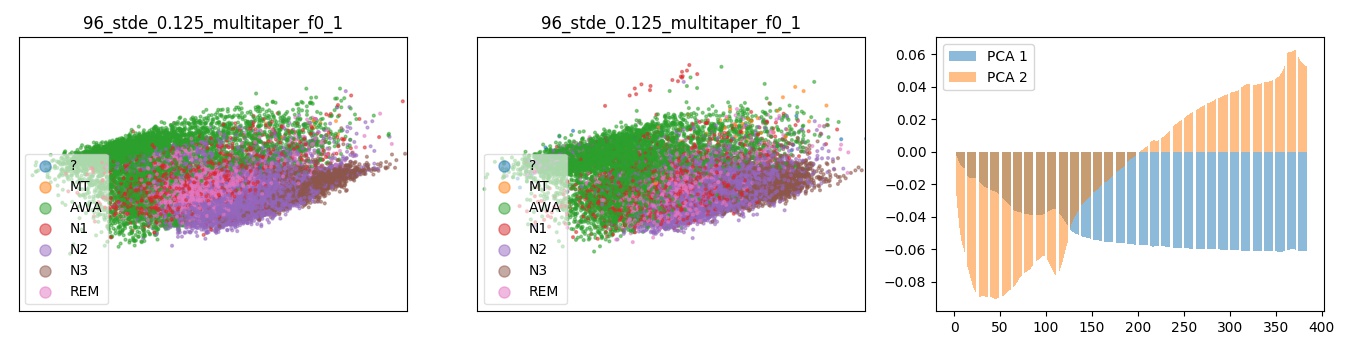 96_stde_0.125_multitaper_f0_1
?
MT
AWA
N1
N2
N3
REM
96_stde_0.125_multitaper_f0_1
?
MT
AWA
N1
N2
N3
REM
PCA 1
PCA 2
0.06
0.04
0.02
0.00
−0.02
−0.04
−0.06
−0.08
0 50 100 150 200 250 300 350 400